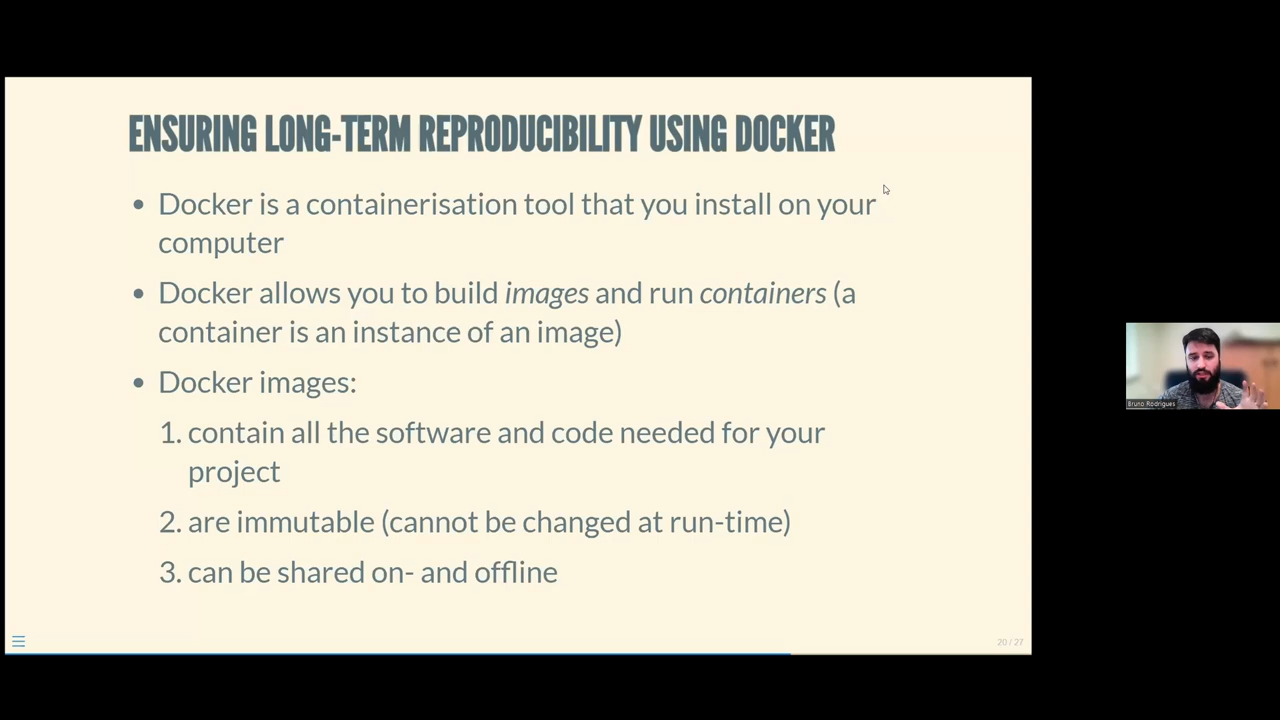 ENSURING LONG-TERM REPRODUCIBILITY USING DOCKER
• Docker is a containerisation tool that you install on your
computer
• Docker allows you to build images and run containers (a
container is an instance of an image)
• Docker images:
1. contain all the software and code needed for your
project
2. are immutable (cannot be changed at run-time)
3. can be shared on- and offline
20 / 27
Bruno Rodrigues